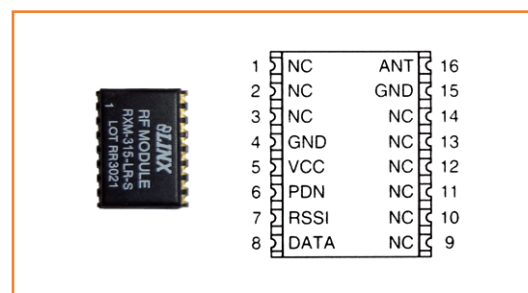 LINX
RF MODULE
RXM-315-LR-S
LOT RR3021
1
1 NC ANT 16
2 NC GND 15
3 NC NC 14
4 GND NC 13
5 VCC NC 12
6 PDN NC 11
7 RSSI NC 10
8 DATA NC 9